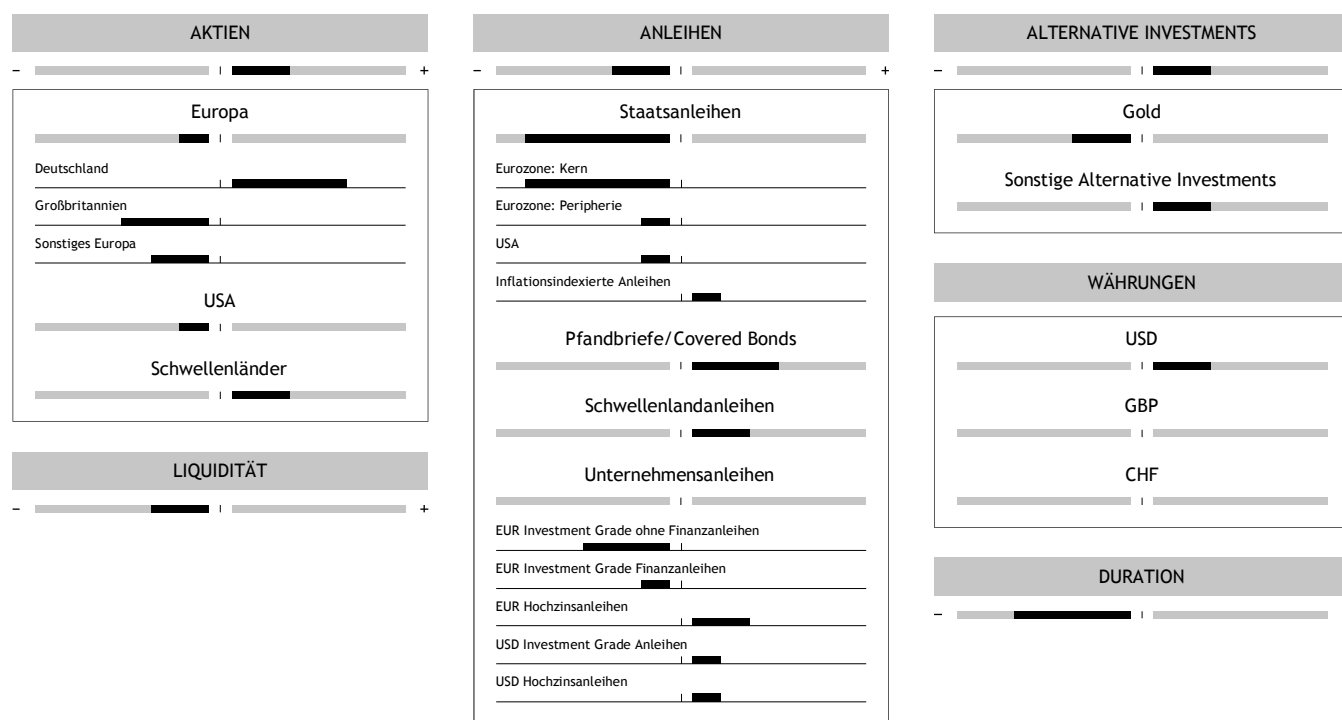 AKTIEN
– +
Europa
Deutschland
Großbritannien
Sonstiges Europa
USA
Schwellenländer
LIQUIDITÄT
– +
ANLEIHEN
– +
Staatsanleihen
Eurozone: Kern
Eurozone: Peripherie
USA
Inflationsindexierte Anleihen
Pfandbriefe/Covered Bonds
Schwellenlandanleihen
Unternehmensanleihen
EUR Investment Grade ohne Finanzanleihen
EUR Investment Grade Finanzanleihen
EUR Hochzinsanleihen
USD Investment Grade Anleihen
USD Hochzinsanleihen
ALTERNATIVE INVESTMENTS
–
Gold
Sonstige Alternative Investments
WÄHRUNGEN
USD
GBP
CHF
DURATION
–